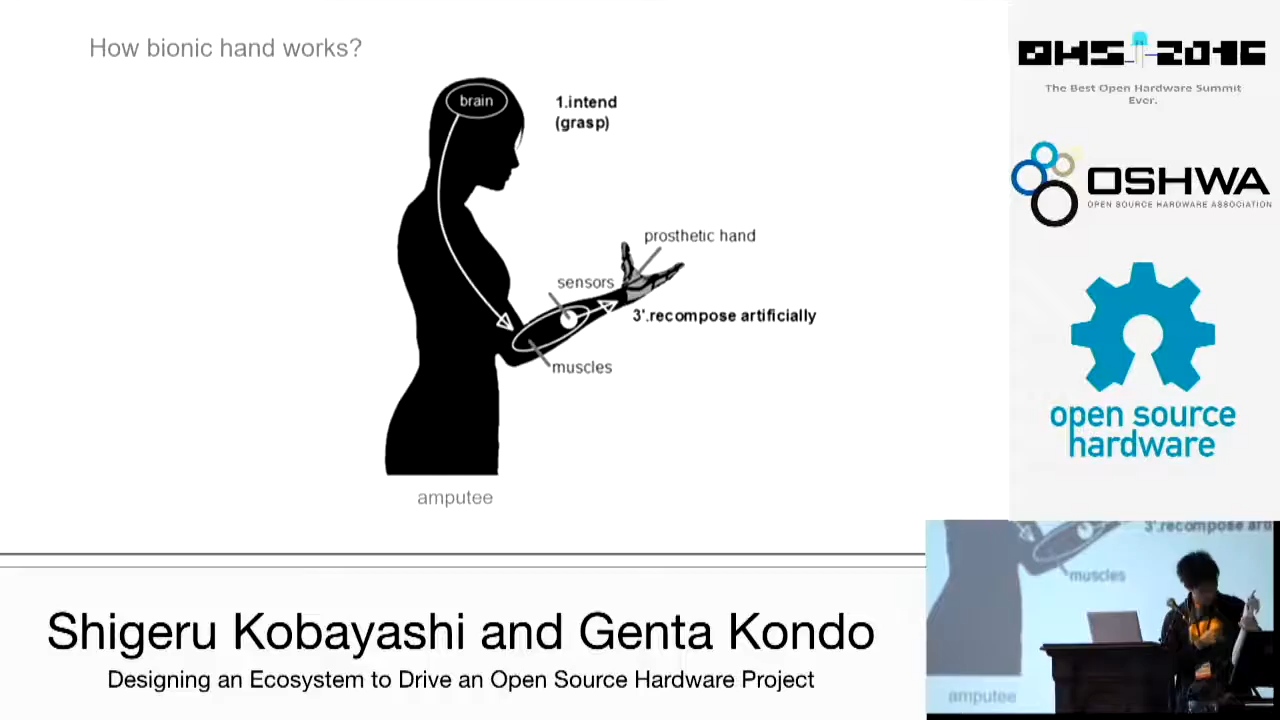 How bionic hand works?
brain
1.intend
(grasp)
prosthetic hand
sensors
3'.recompose artificially
muscles
amputee
OHS 2016
The Best Open Hardware Summit
Ever.
OSHWA
OPEN SOURCE HARDWARE ASSOCIATION
open source
hardware
3'.recompose arti
muscles
amputee
Shigeru Kobayashi and Genta Kondo
Designing an Ecosystem to Drive an Open Source Hardware Project